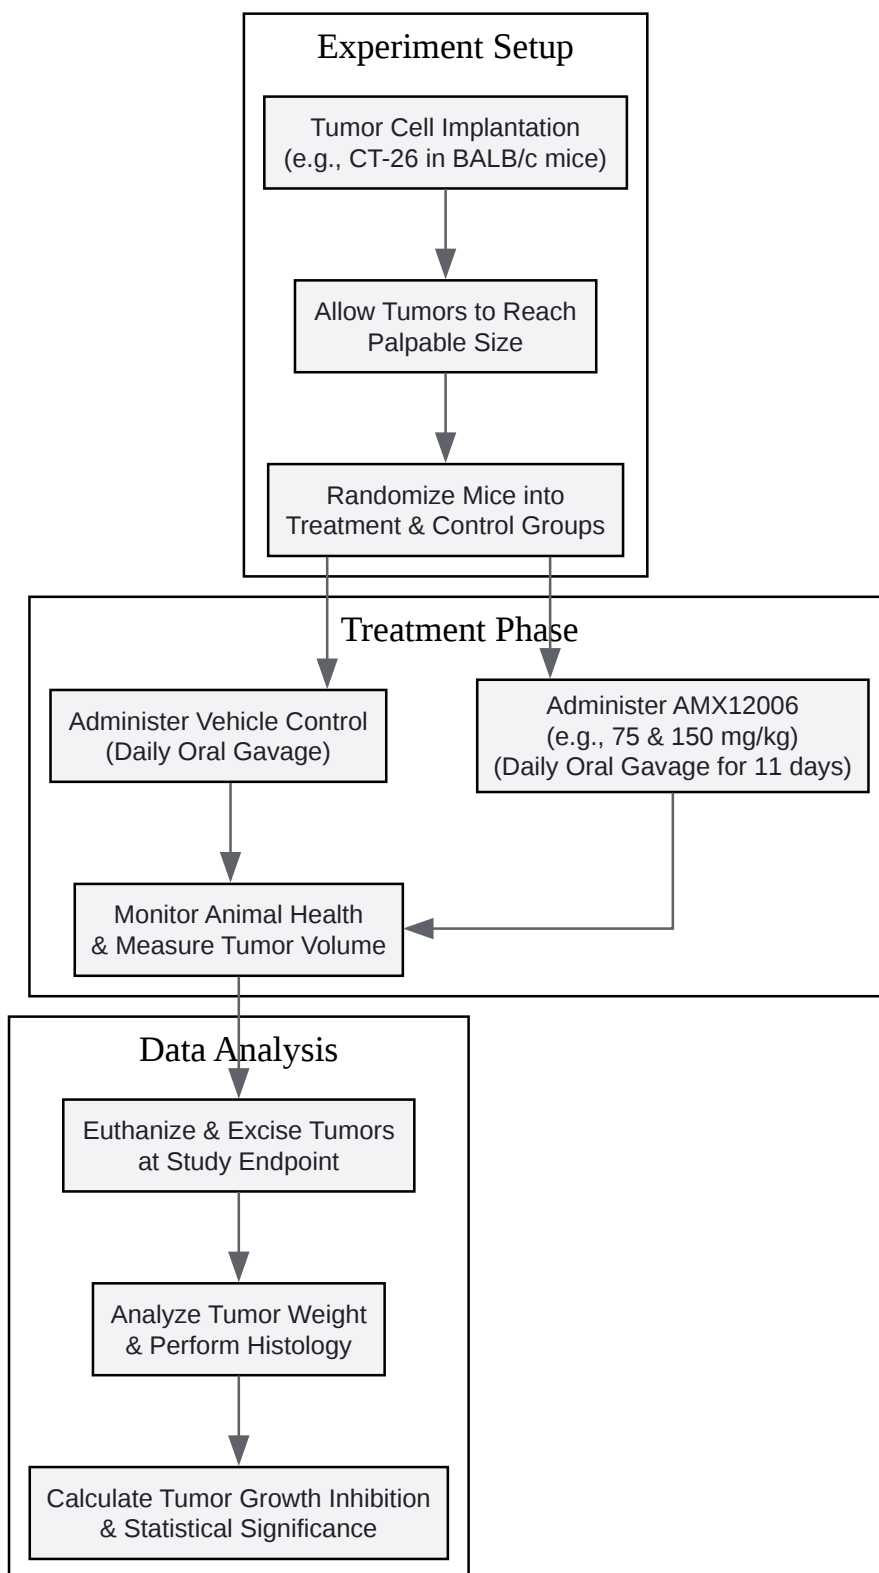 Experiment Setup
Tumor Cell Implantation
(e.g., CT-26 in BALB/c mice)
Allow Tumors to Reach
Palpable Size
Randomize Mice into
Treatment & Control Groups
Treatment Phase
Administer Vehicle Control
(Daily Oral Gavage)
Administer AMX12006
(e.g., 75 & 150 mg/kg)
(Daily Oral Gavage for 11 days)
Monitor Animal Health
& Measure Tumor Volume
Data Analysis
Euthanize & Excise Tumors
at Study Endpoint
Analyze Tumor Weight
& Perform Histology
Calculate Tumor Growth Inhibition
& Statistical Significance